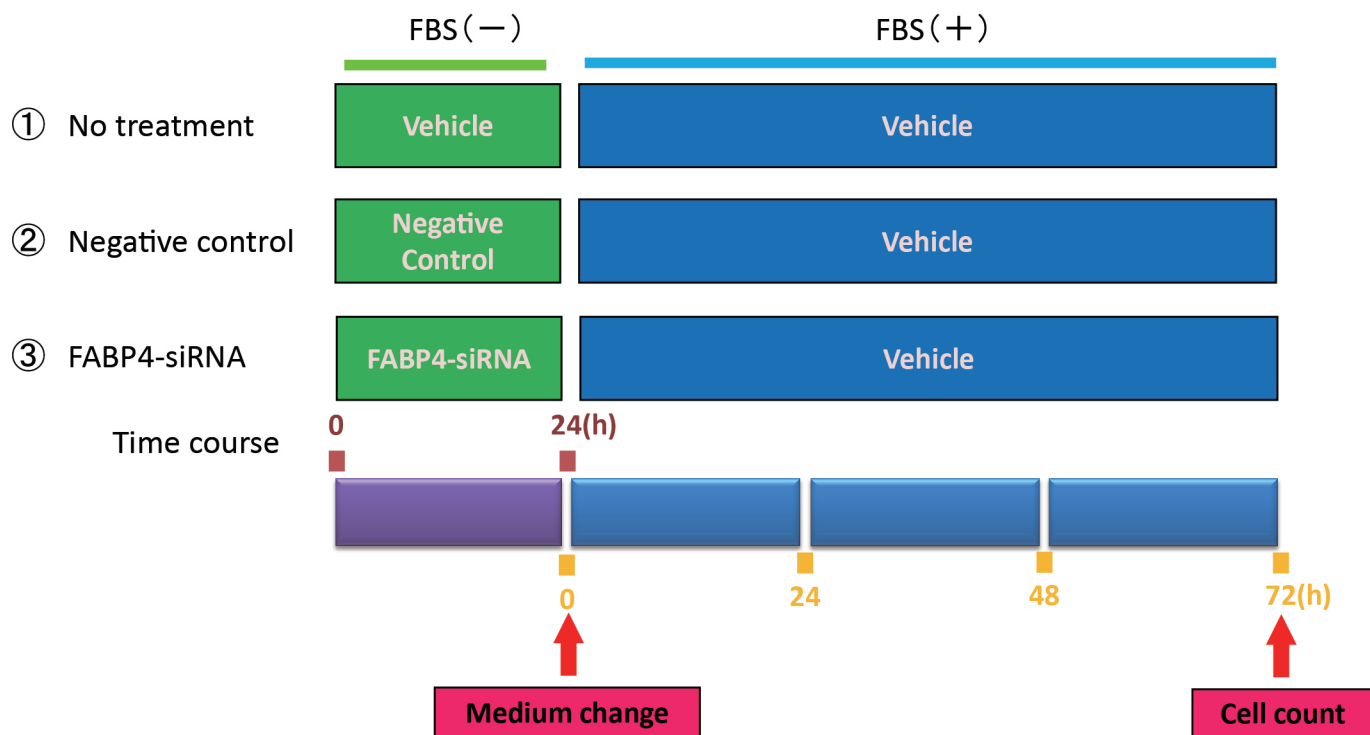 FBS(－) FBS(＋)
① No treatment Vehicle Vehicle
② Negative control Negative Control Vehicle
③ FABP4-siRNA FABP4-siRNA Vehicle
0 24(h)
Time course
0 24 48 72(h)
Medium change Cell count